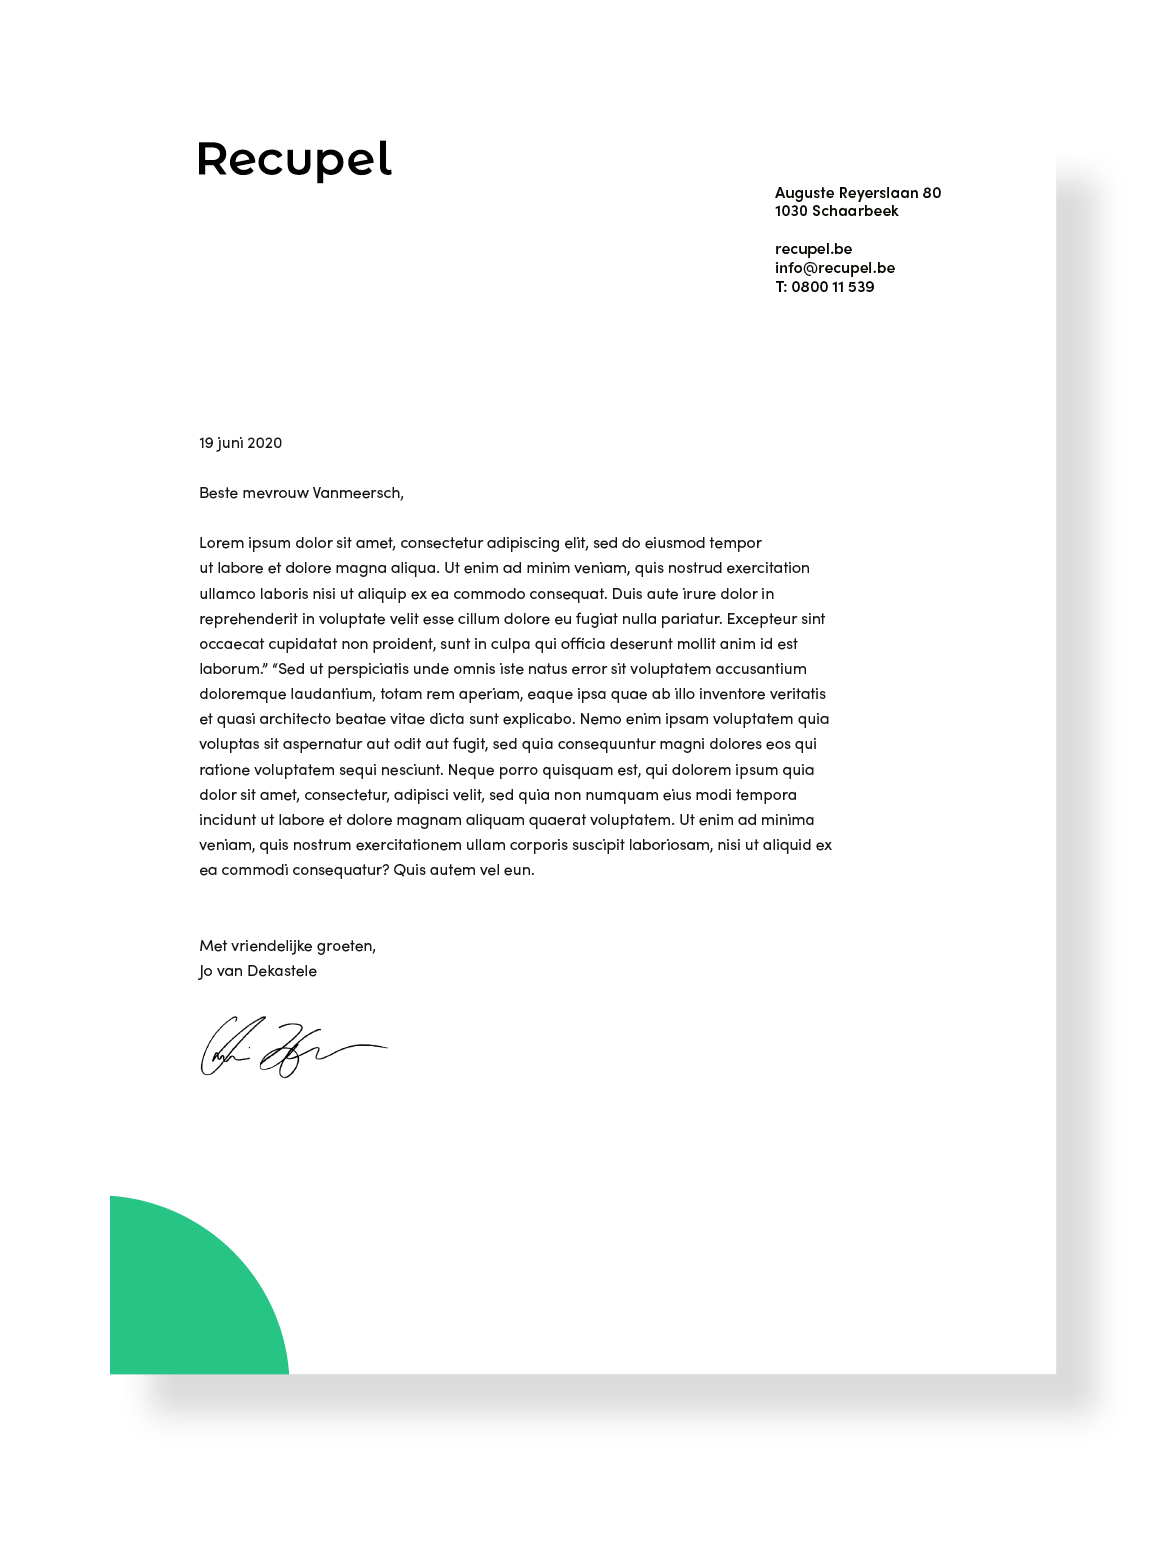 Recupel
Auguste Reyerslaan 80
1030 Schaarbeek
recupel.be
info@recupel.be
T: 0800 11 539
19 juni 2020
Beste mevrouw Vanmeersch,
Lorem ipsum dolor sit amet, consectetur adipiscing elit, sed do eiusmod tempor
ut labore et dolore magna aliqua. Ut enim ad minim veniam, quis nostrud exercitation
ullamco laboris nisi ut aliquip ex ea commodo consequat. Duis aute irure dolor in
reprehenderit in voluptate velit esse cillum dolore eu fugiat nulla pariatur. Excepteur sint
occaecat cupidatat non proident, sunt in culpa qui officia deserunt mollit anim id est
laborum.” “Sed ut perspiciatis unde omnis iste natus error sit voluptatem accusantium
doloremque laudantium, totam rem aperiam, eaque ipsa quae ab illo inventore veritatis
et quasi architecto beatae vitae dicta sunt explicabo. Nemo enim ipsam voluptatem quia
voluptas sit aspernatur aut odit aut fugit, sed quia consequuntur magni dolores eos qui
ratione voluptatem sequi nesciunt. Neque porro quisquam est, qui dolorem ipsum quia
dolor sit amet, consectetur, adipisci velit, sed quia non numquam eius modi tempora
incidunt ut labore et dolore magnam aliquam quaerat voluptatem. Ut enim ad minima
veniam, quis nostrum exercitationem ullam corporis suscipit laboriosam, nisi ut aliquid ex
ea commodi consequatur? Quis autem vel eun.
Met vriendelijke groeten,
Jo van Dekastele